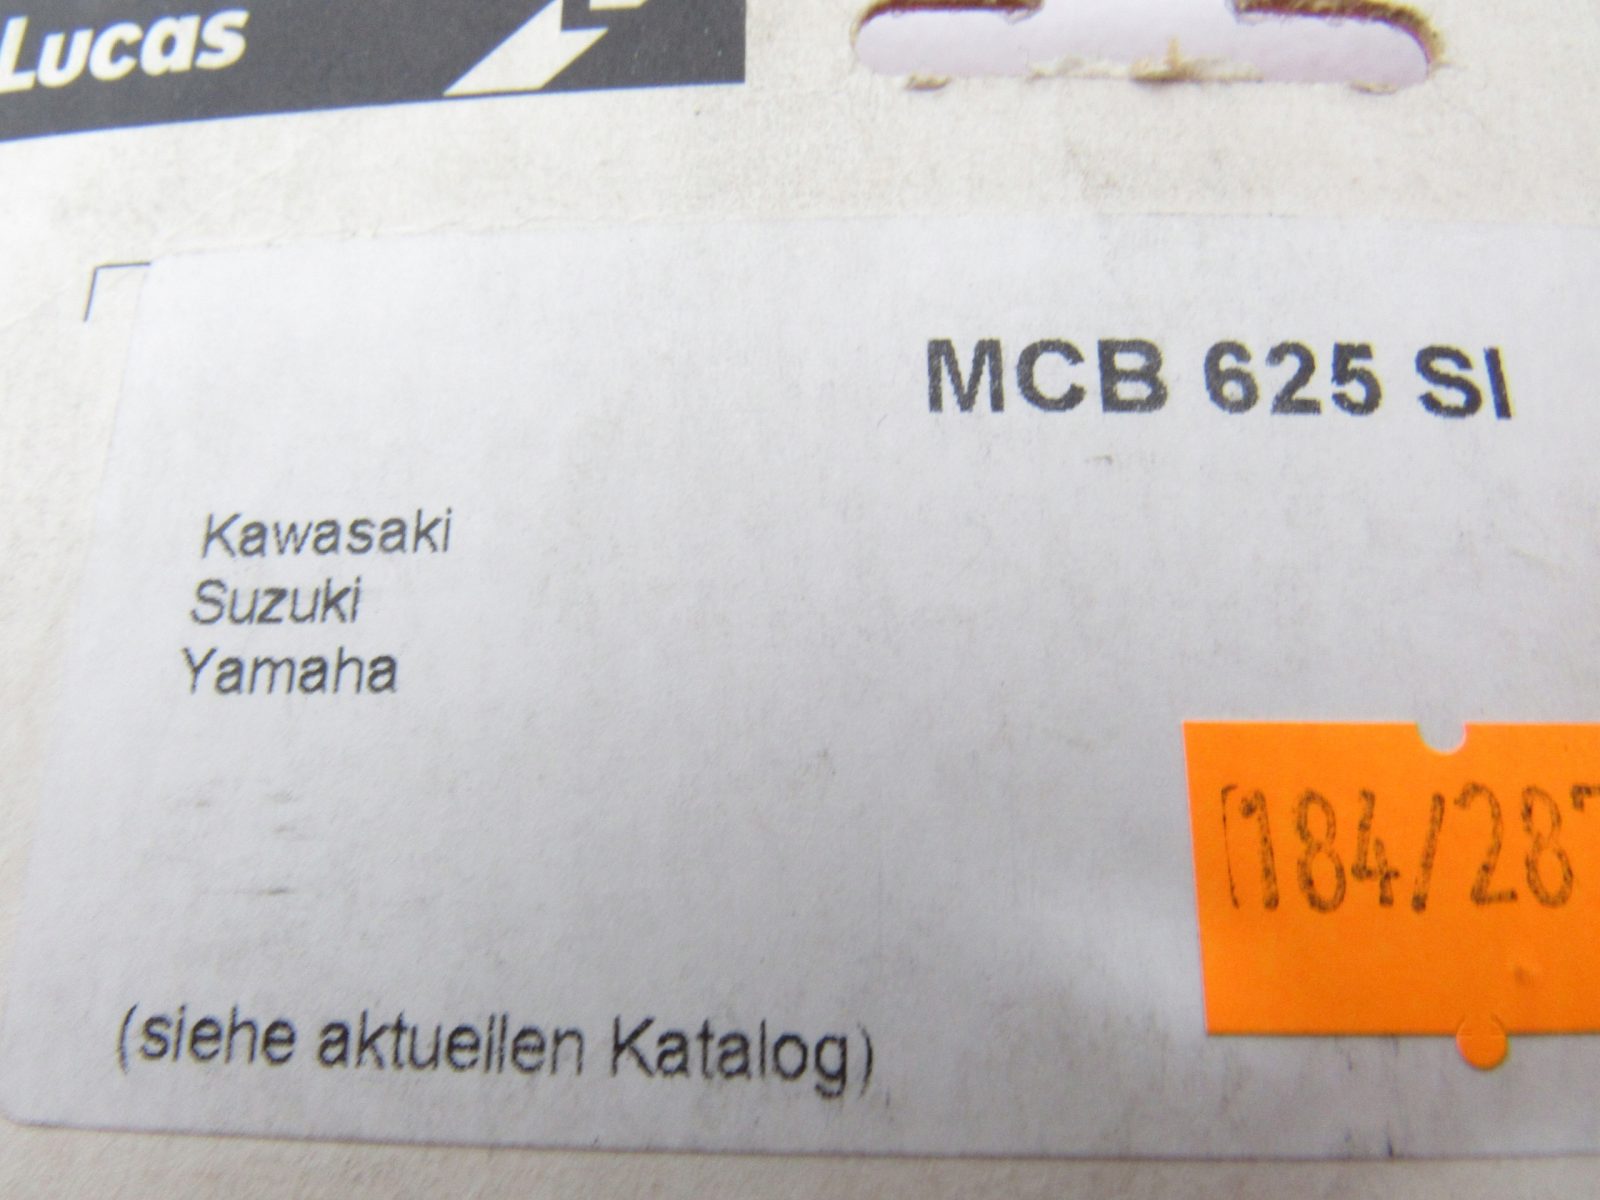 Lucas
MCB 625 SI
Kawasaki
Suzuki
Yamaha
184/28
(siehe aktuellen Katalog)